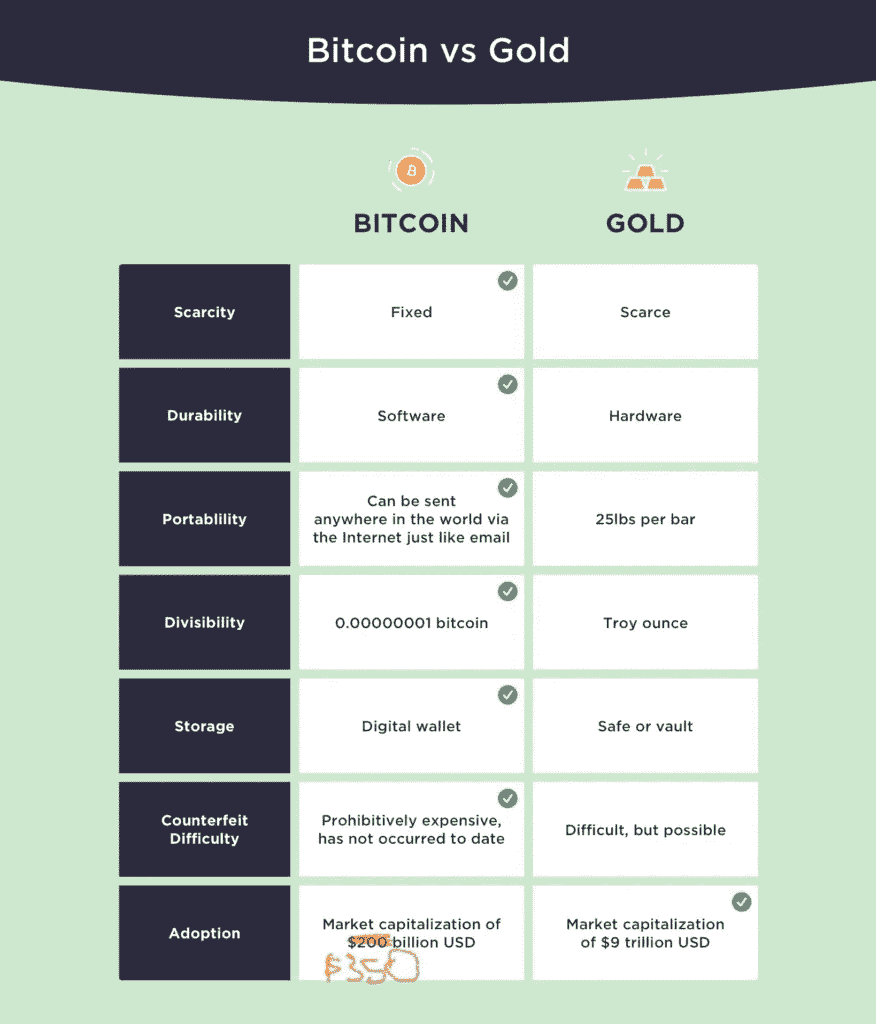 Bitcoin vs Gold
BITCOIN
GOLD
Scarcity
Fixed
Scarce
Durability
Software
Hardware
Portablility
Can be sent
anywhere in the world via
the Internet just like email
25lbs per bar
Divisibility
0.00000001 bitcoin
Troy ounce
Storage
Digital wallet
Safe or vault
Counterfeit
Difficulty
Prohibitively expensive,
has not occurred to date
Difficult, but possible
Adoption
Market capitalization of
$200 billion USD
$350
Market capitalization
of $9 trillion USD